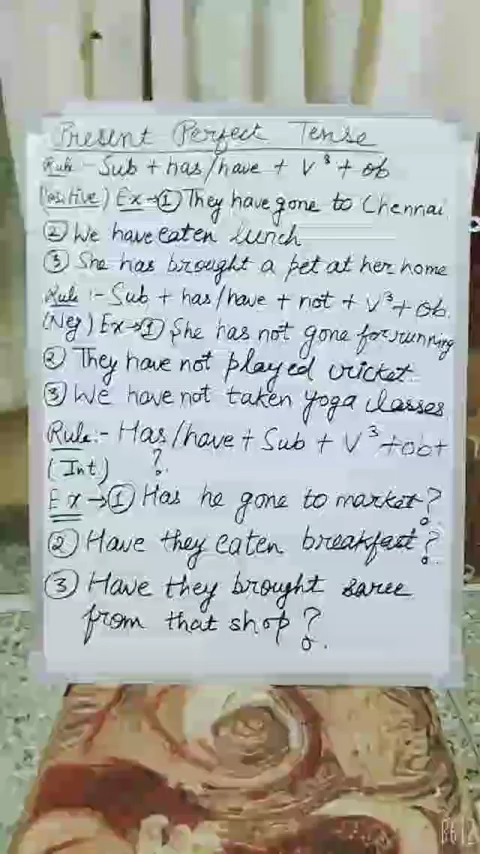 Present Perfect Tense
Rule - Sub + has/have + V³ + ob
(Positive) Ex → ① They have gone to Chennai
② We have eaten lunch
③ She has brought a pet at her home
Rule :- Sub + has/have + not + V³ + ob.
(Neg) Ex → ① She has not gone for running
② They have not played cricket.
③ We have not taken yoga classes
Rule:- Has/have + Sub + V³ + ob +
(Int) ?
Ex → ① Has he gone to market?
② Have they eaten breakfast?
③ Have they brought saree
from that shop?
B612